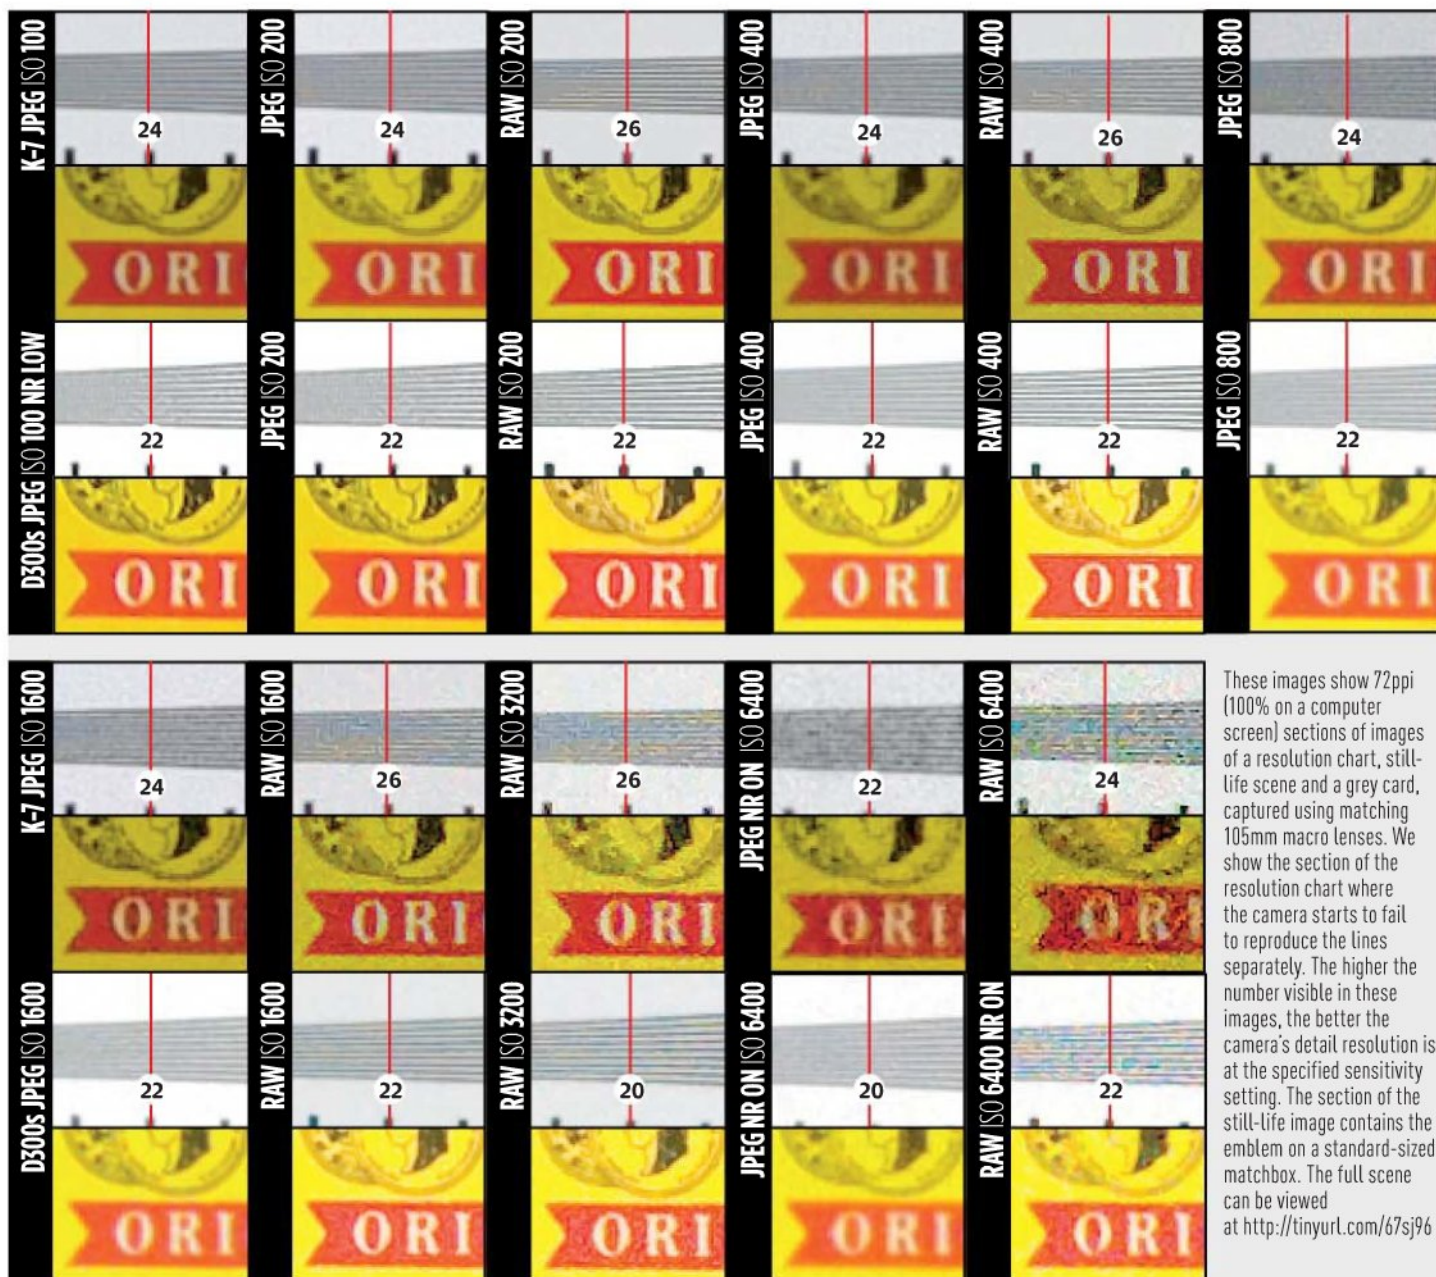 K-7 JPEG ISO 100
24
ORI
JPEG ISO 200
24
ORI
RAW ISO 200
26
ORI
JPEG ISO 400
24
ORI
RAW ISO 400
26
ORI
JPEG ISO 800
24
ORI
D300s JPEG ISO 100 NR LOW
22
ORI
JPEG ISO 200
22
ORI
RAW ISO 200
22
ORI
JPEG ISO 400
22
ORI
RAW ISO 400
22
ORI
JPEG ISO 800
22
ORI
K-7 JPEG ISO 1600
24
ORI
RAW ISO 1600
26
ORI
RAW ISO 3200
26
ORI
JPEG NR ON ISO 6400
22
ORI
RAW ISO 6400
24
ORI
D300s JPEG ISO 1600
22
ORI
RAW ISO 1600
22
ORI
RAW ISO 3200
20
ORI
JPEG NR ON ISO 6400
20
ORI
RAW ISO 6400 NR ON
22
ORI
These images show 72ppi
(100% on a computer
screen) sections of images
of a resolution chart, still-
life scene and a grey card,
captured using matching
105mm macro lenses. We
show the section of the
resolution chart where
the camera starts to fail
to reproduce the lines
separately. The higher the
number visible in these
images, the better the
camera's detail resolution is
at the specified sensitivity
setting. The section of the
still-life image contains the
emblem on a standard-sized
matchbox. The full scene
can be viewed
at http://tinyurl.com/67sj96